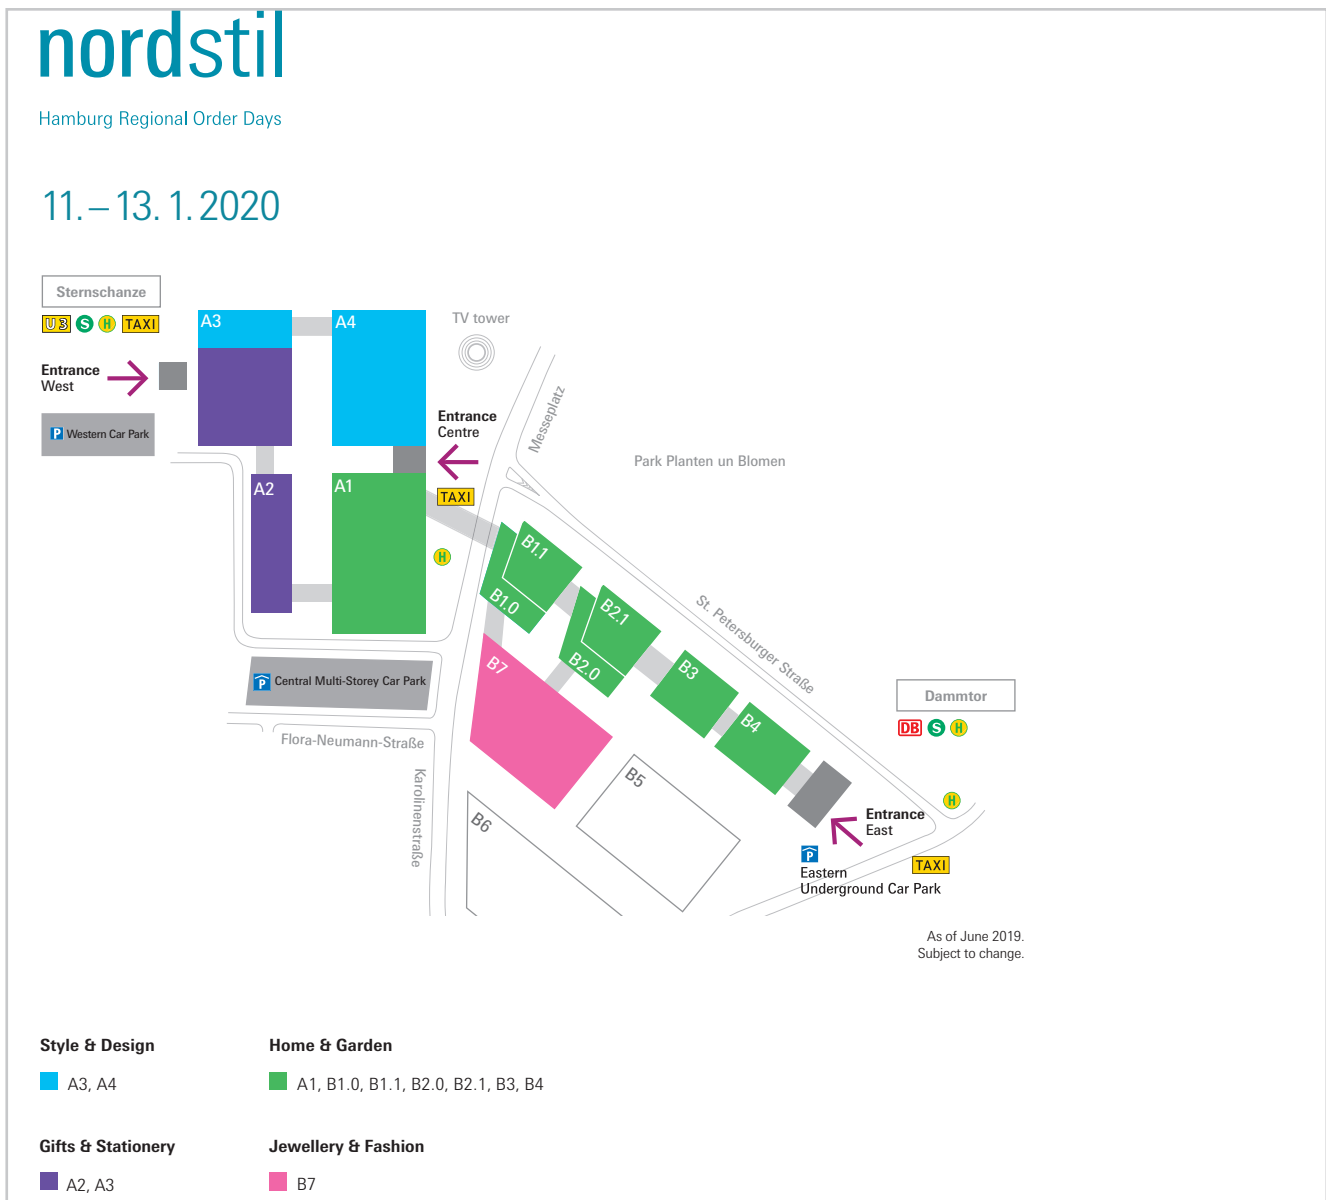 nordstil
Hamburg Regional Order Days
11. – 13. 1. 2020
Sternschanze
U3 S H TAXI
A3
A4
TV tower
Entrance
West
Messeplatz
Entrance
Centre
P Western Car Park
Park Planten un Blomen
A2
A1
TAXI
H
B1.1
B1.0
B2.1
B2.0
St. Petersburger Straße
B7
B3
P Central Multi-Storey Car Park
Dammtor
DB S H
B4
Flora-Neumann-Straße
Karolinenstraße
B5
H
B6
Entrance
East
P
TAXI
Eastern
Underground Car Park
As of June 2019.
Subject to change.
Style & Design
A3, A4
Home & Garden
A1, B1.0, B1.1, B2.0, B2.1, B3, B4
Gifts & Stationery
A2, A3
Jewellery & Fashion
B7